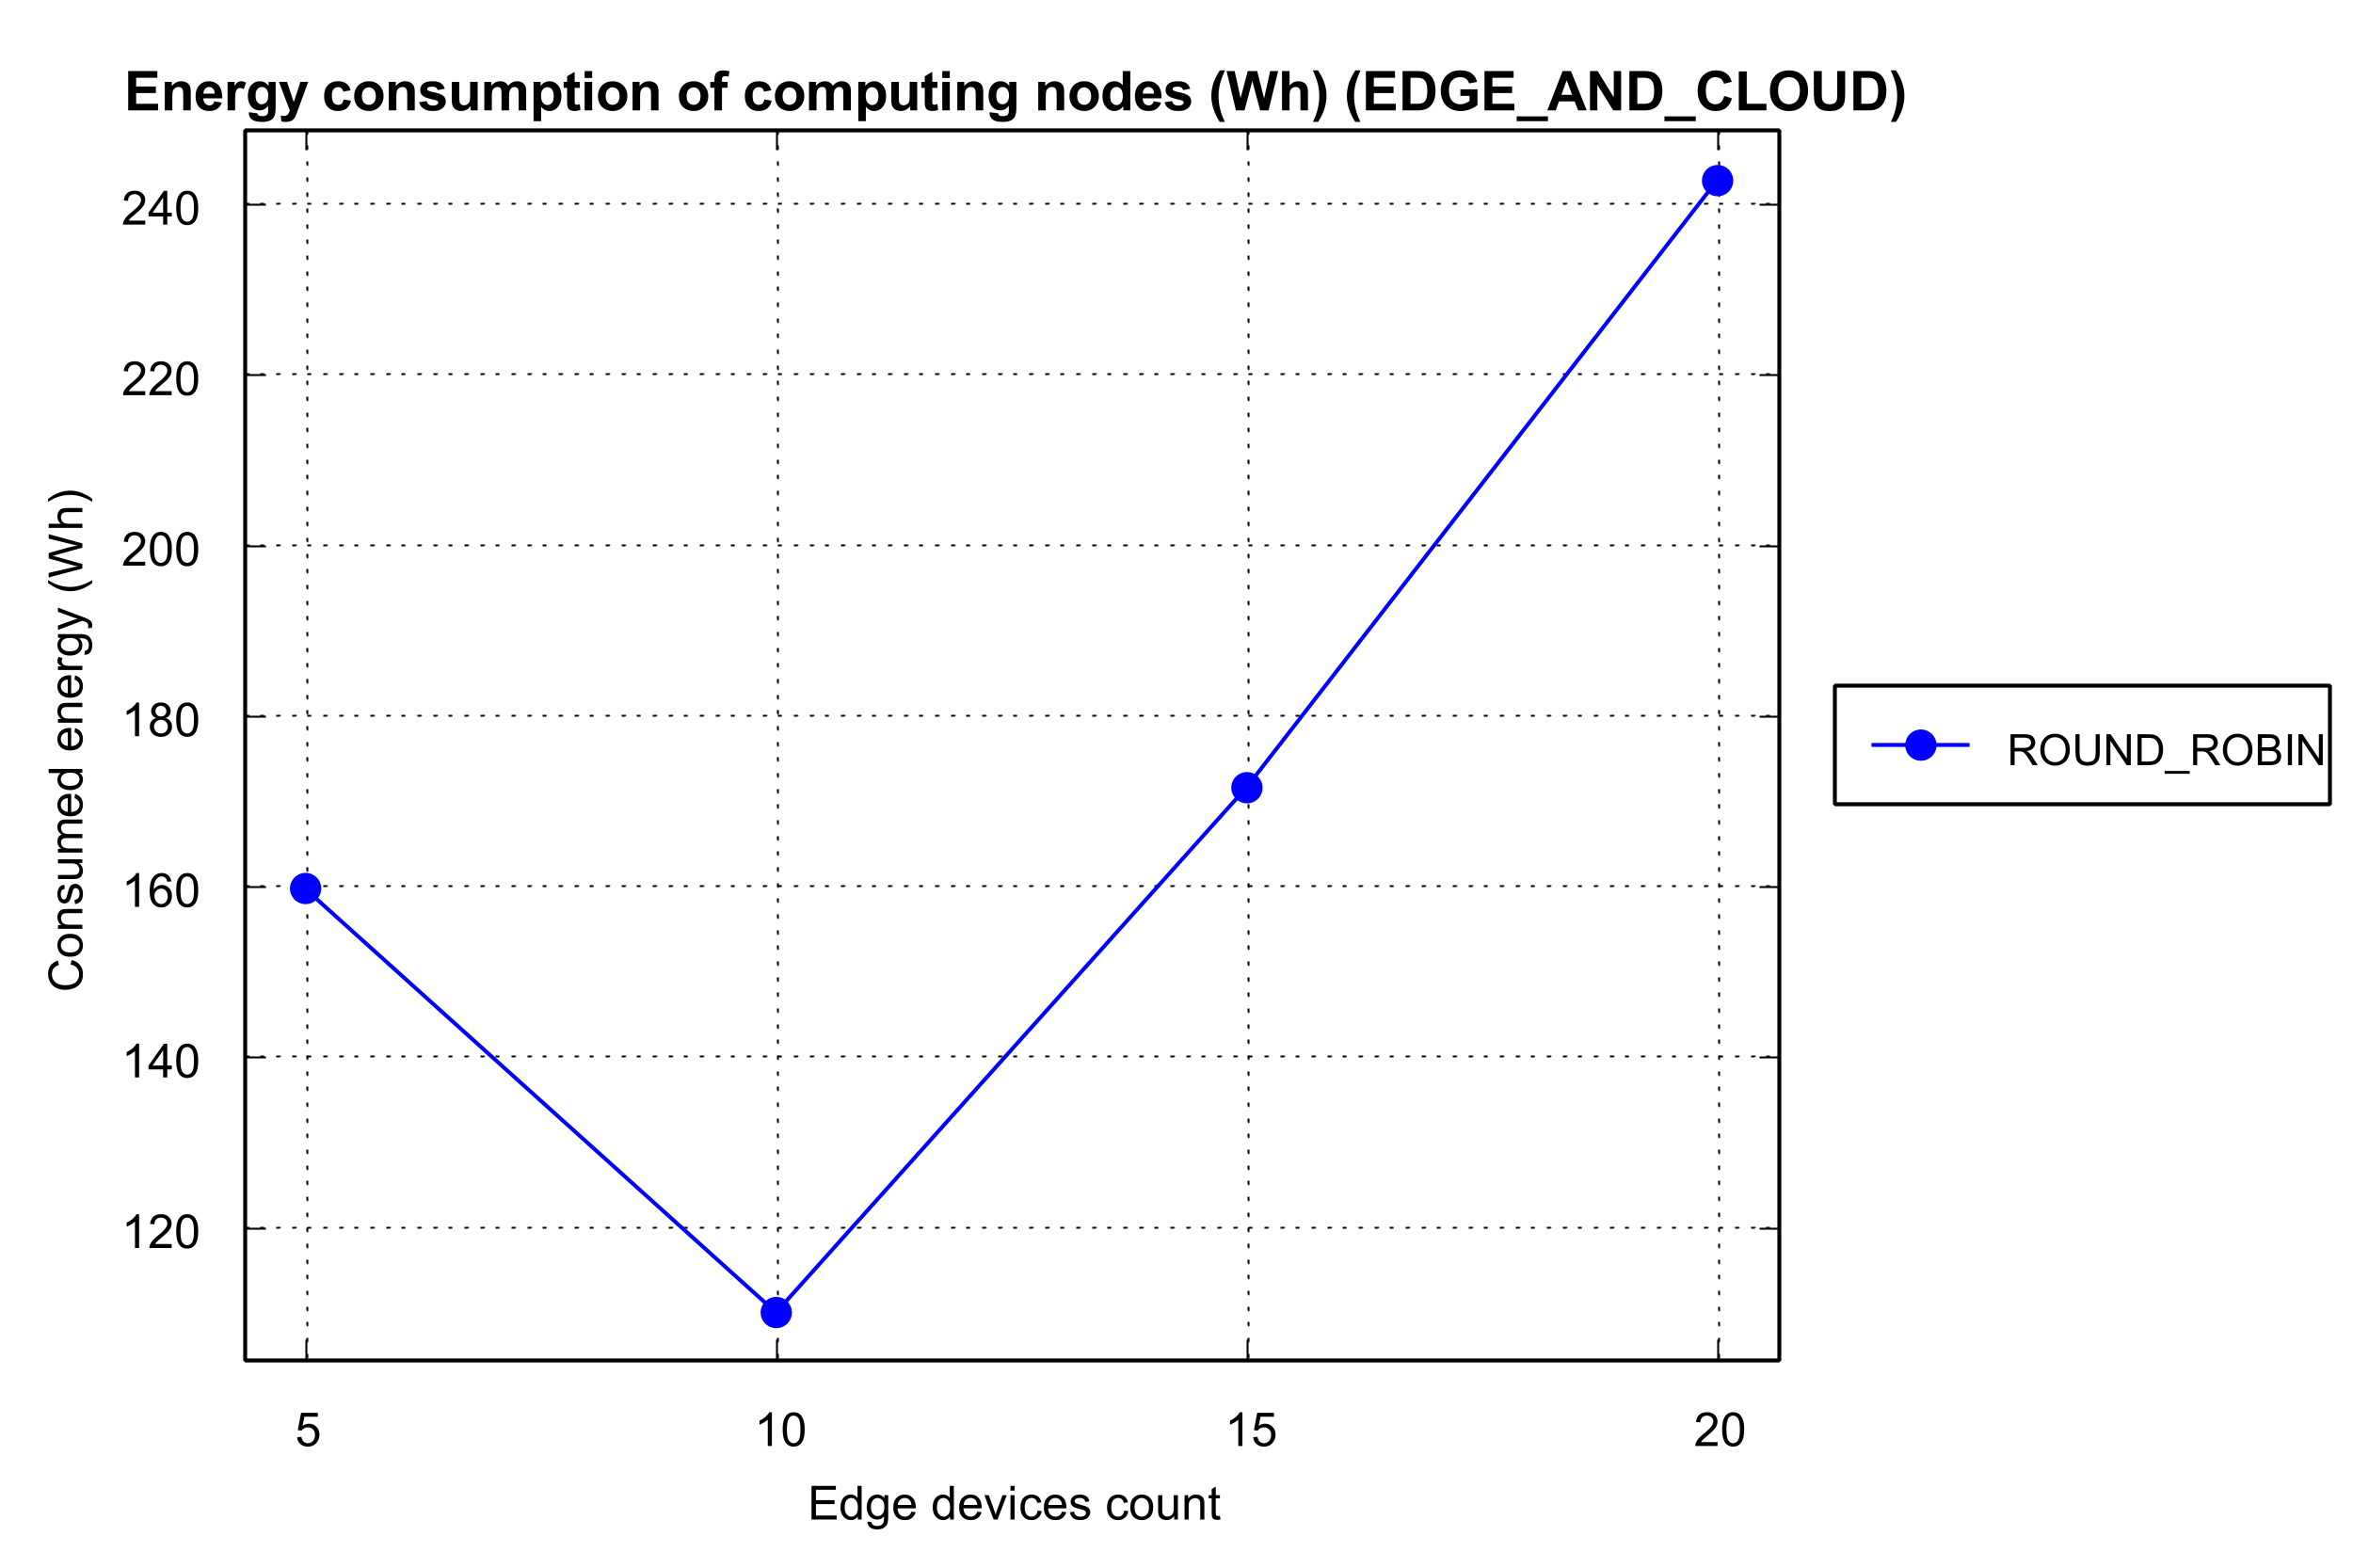 Energy consumption of computing nodes (Wh) (EDGE_AND_CLOUD)
Consumed energy (Wh)
240
220
200
180
160
140
120
5 10 15 20
Edge devices count
ROUND_ROBIN